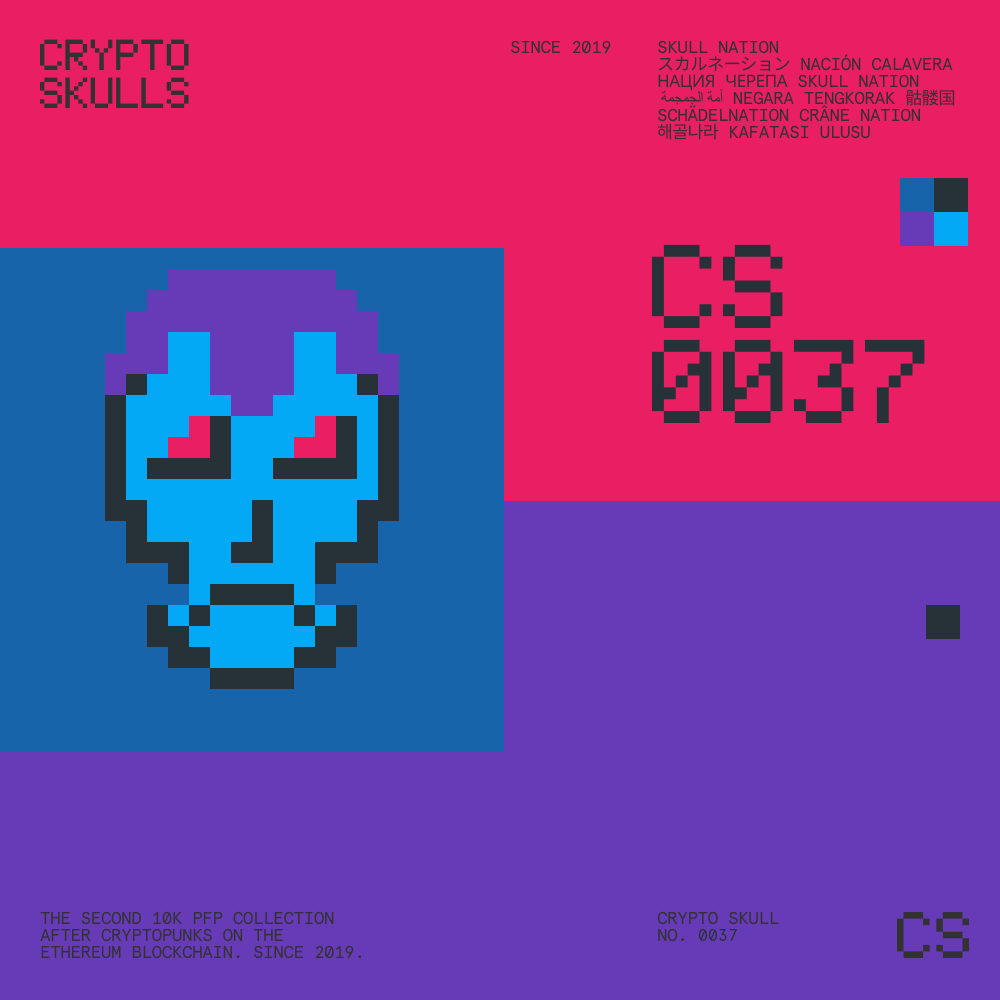 CRYPTO
SKULLS
SINCE 2019
SKULL NATION
スカルネーション NACIÓN CALAVERA
НАЦИЯ ЧЕРЕПА SKULL NATION
أمة الجمجمة NEGARA TENGKORAK 骷髅国
SCHÄDELNATION CRÂNE NATION
해골나라 KAFATASI ULUSU
CS
0037
THE SECOND 10K PFP COLLECTION
AFTER CRYPTOPUNKS ON THE
ETHEREUM BLOCKCHAIN. SINCE 2019.
CRYPTO SKULL
NO. 0037
CS